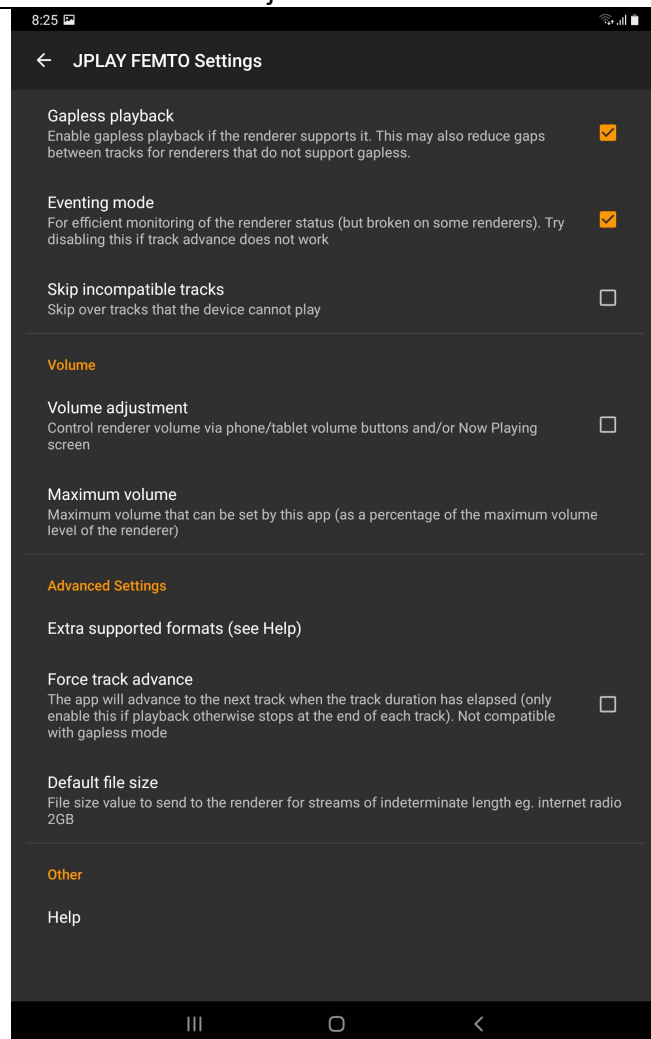 8:25
JPLAY FEMTO Settings
Gapless playback
Enable gapless playback if the renderer supports it. This may also reduce gaps
between tracks for renderers that do not support gapless.
Eventing mode
For efficient monitoring of the renderer status (but broken on some renderers). Try
disabling this if track advance does not work
Skip incompatible tracks
Skip over tracks that the device cannot play
Volume
Volume adjustment
Control renderer volume via phone/tablet volume buttons and/or Now Playing
screen
Maximum volume
Maximum volume that can be set by this app (as a percentage of the maximum volume
level of the renderer)
Advanced Settings
Extra supported formats (see Help)
Force track advance
The app will advance to the next track when the track duration has elapsed (only
enable this if playback otherwise stops at the end of each track). Not compatible
with gapless mode
Default file size
File size value to send to the renderer for streams of indeterminate length eg. internet radio
2GB
Other
Help